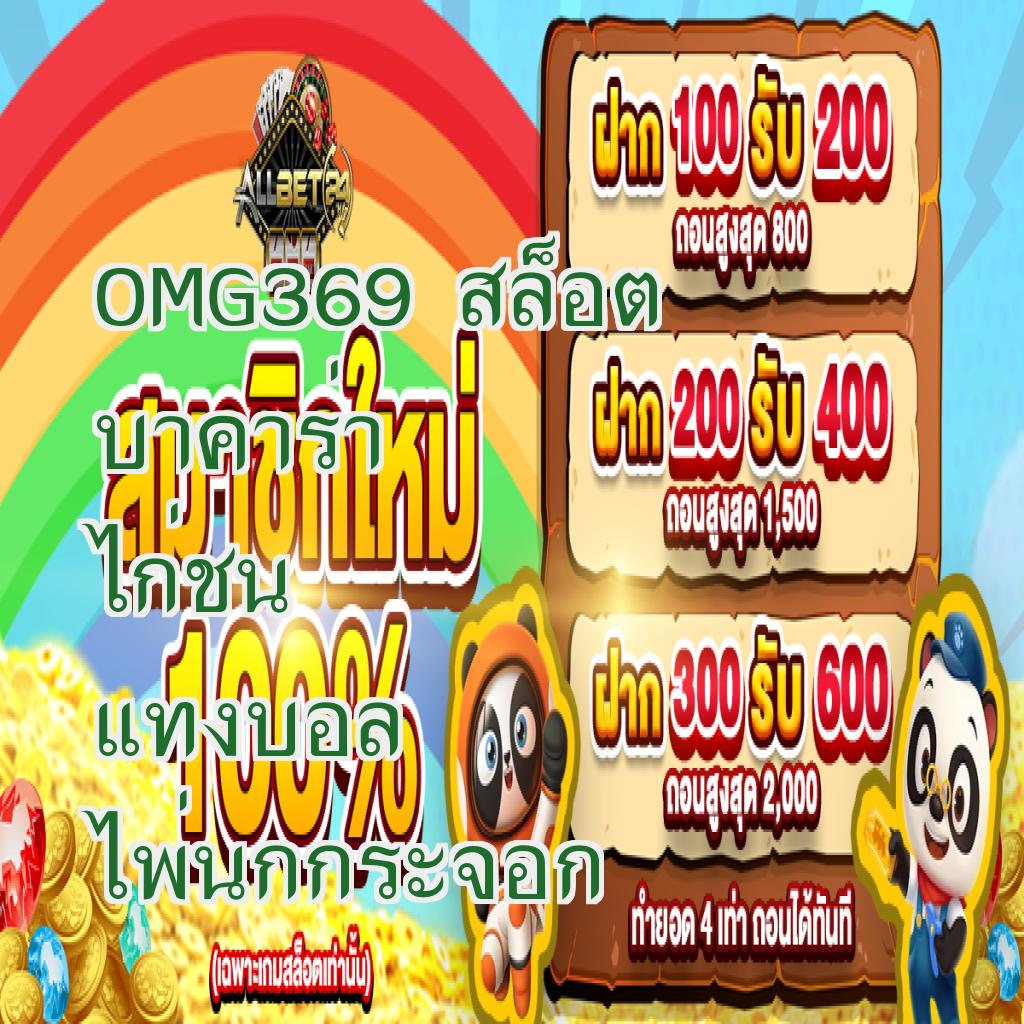 ALLBET24
OMG369 สล็อต
บาคาร่า
ไก่ชน
แทงบอล
ไพ่นกกระจอก
สมาชิกใหม่
100%
(เฉพาะเกมสล็อตเท่านั้น)
ฝาก 100 รับ 200
ถอนสูงสุด 800
ฝาก 200 รับ 400
ถอนสูงสุด 1,500
ฝาก 300 รับ 600
ถอนสูงสุด 2,000
ทำยอด 4 เท่า ถอนได้ทันที